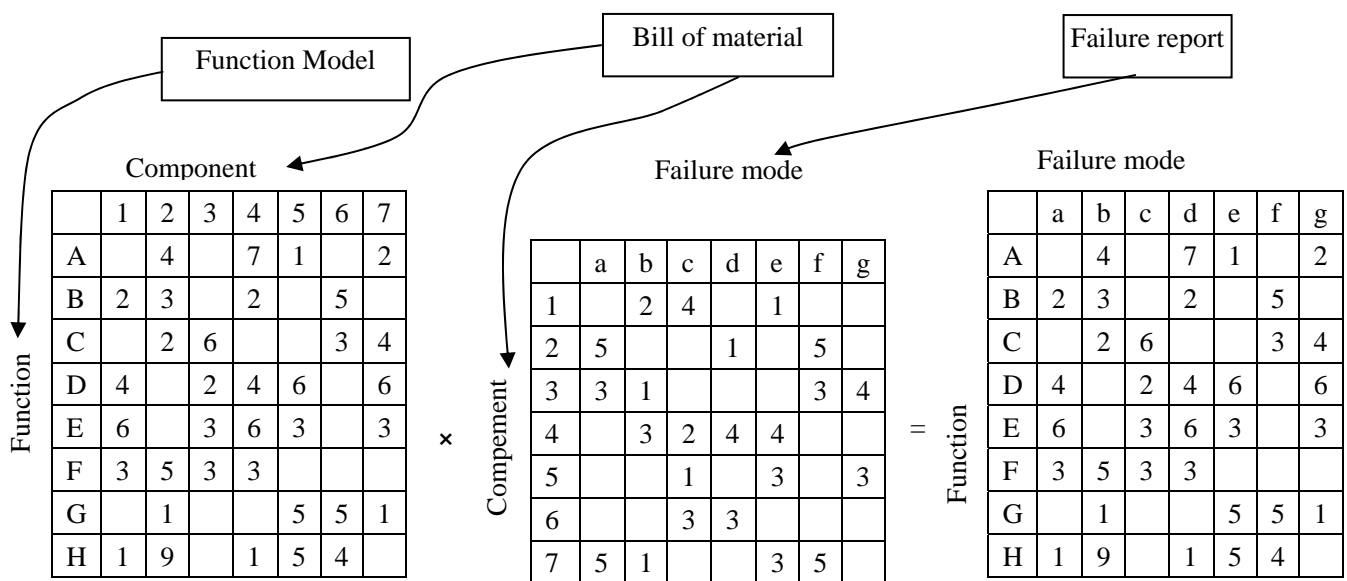 Function Model
Bill of material
Failure report
Component
1 2 3 4 5 6 7
A 4 7 1 2
B 2 3 2 5
C 2 6 3 4
D 4 2 4 6 6
E 6 3 6 3 3
F 3 5 3 3
G 1 5 5 1
H 1 9 1 5 4
Function
×
Failure mode
a b c d e f g
1 2 4 1
2 5 1 5
3 3 1 3 4
4 3 2 4 4
5 1 3 3
6 3 3
7 5 1 3 5
Compenent
=
Failure mode
a b c d e f g
A 4 7 1 2
B 2 3 2 5
C 2 6 3 4
D 4 2 4 6 6
E 6 3 6 3 3
F 3 5 3 3
G 1 5 5 1
H 1 9 1 5 4
Function